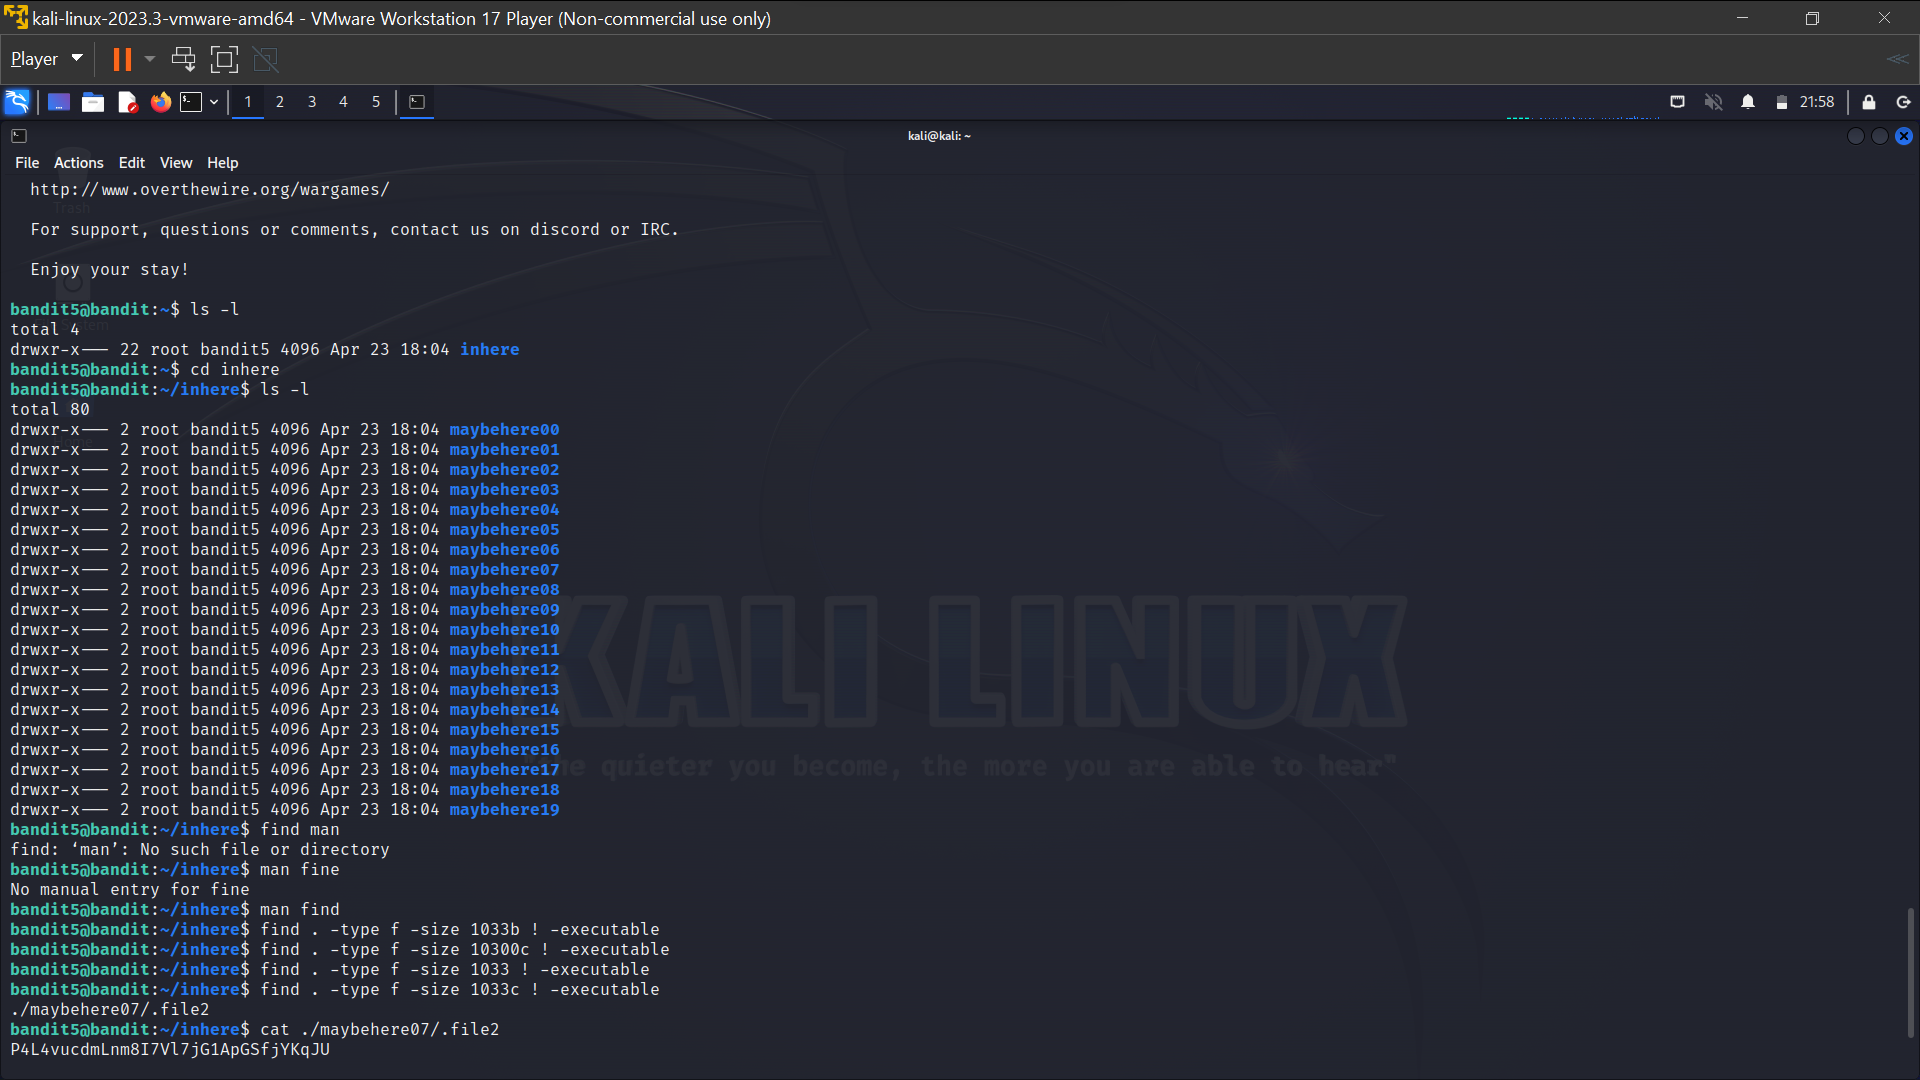 kali-linux-2023.3-vmware-amd64 - VMware Workstation 17 Player (Non-commercial use only)
Player
1 2 3 4 5
21:58
kali@kali: ~
File Actions Edit View Help
http://www.overthewire.org/wargames/
Trash
For support, questions or comments, contact us on discord or IRC.
Enjoy your stay!
bandit5@bandit:~$ ls -l
total 4
drwxr-x--- 22 root bandit5 4096 Apr 23 18:04 inhere
bandit5@bandit:~$ cd inhere
bandit5@bandit:~/inhere$ ls -l
total 80
drwxr-x--- 2 root bandit5 4096 Apr 23 18:04 maybehere00
drwxr-x--- 2 root bandit5 4096 Apr 23 18:04 maybehere01
drwxr-x--- 2 root bandit5 4096 Apr 23 18:04 maybehere02
drwxr-x--- 2 root bandit5 4096 Apr 23 18:04 maybehere03
drwxr-x--- 2 root bandit5 4096 Apr 23 18:04 maybehere04
drwxr-x--- 2 root bandit5 4096 Apr 23 18:04 maybehere05
drwxr-x--- 2 root bandit5 4096 Apr 23 18:04 maybehere06
drwxr-x--- 2 root bandit5 4096 Apr 23 18:04 maybehere07
drwxr-x--- 2 root bandit5 4096 Apr 23 18:04 maybehere08
drwxr-x--- 2 root bandit5 4096 Apr 23 18:04 maybehere09
drwxr-x--- 2 root bandit5 4096 Apr 23 18:04 maybehere10
drwxr-x--- 2 root bandit5 4096 Apr 23 18:04 maybehere11
drwxr-x--- 2 root bandit5 4096 Apr 23 18:04 maybehere12
drwxr-x--- 2 root bandit5 4096 Apr 23 18:04 maybehere13
drwxr-x--- 2 root bandit5 4096 Apr 23 18:04 maybehere14
drwxr-x--- 2 root bandit5 4096 Apr 23 18:04 maybehere15
drwxr-x--- 2 root bandit5 4096 Apr 23 18:04 maybehere16
drwxr-x--- 2 root bandit5 4096 Apr 23 18:04 maybehere17
drwxr-x--- 2 root bandit5 4096 Apr 23 18:04 maybehere18
drwxr-x--- 2 root bandit5 4096 Apr 23 18:04 maybehere19
bandit5@bandit:~/inhere$ find man
find: ‘man’: No such file or directory
bandit5@bandit:~/inhere$ man fine
No manual entry for fine
bandit5@bandit:~/inhere$ man find
bandit5@bandit:~/inhere$ find . -type f -size 1033b ! -executable
bandit5@bandit:~/inhere$ find . -type f -size 10300c ! -executable
bandit5@bandit:~/inhere$ find . -type f -size 1033 ! -executable
bandit5@bandit:~/inhere$ find . -type f -size 1033c ! -executable
./maybehere07/.file2
bandit5@bandit:~/inhere$ cat ./maybehere07/.file2
P4L4vucdmLnm8I7Vl7jG1ApGSfjYKqJU
KALI LINUX
quieter you become, the more you are able to hear"